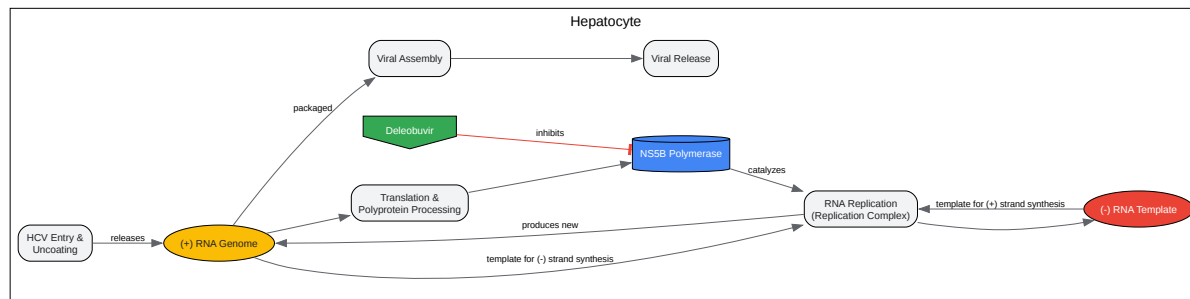 Hepatocyte
Viral Assembly
Viral Release
packaged
Deleobuvir
inhibits
NS5B Polymerase
catalyzes
Translation &
Polyprotein Processing
RNA Replication
(Replication Complex)
template for (+) strand synthesis
(-) RNA Template
HCV Entry &
Uncoating
releases
(+) RNA Genome
produces new
template for (-) strand synthesis